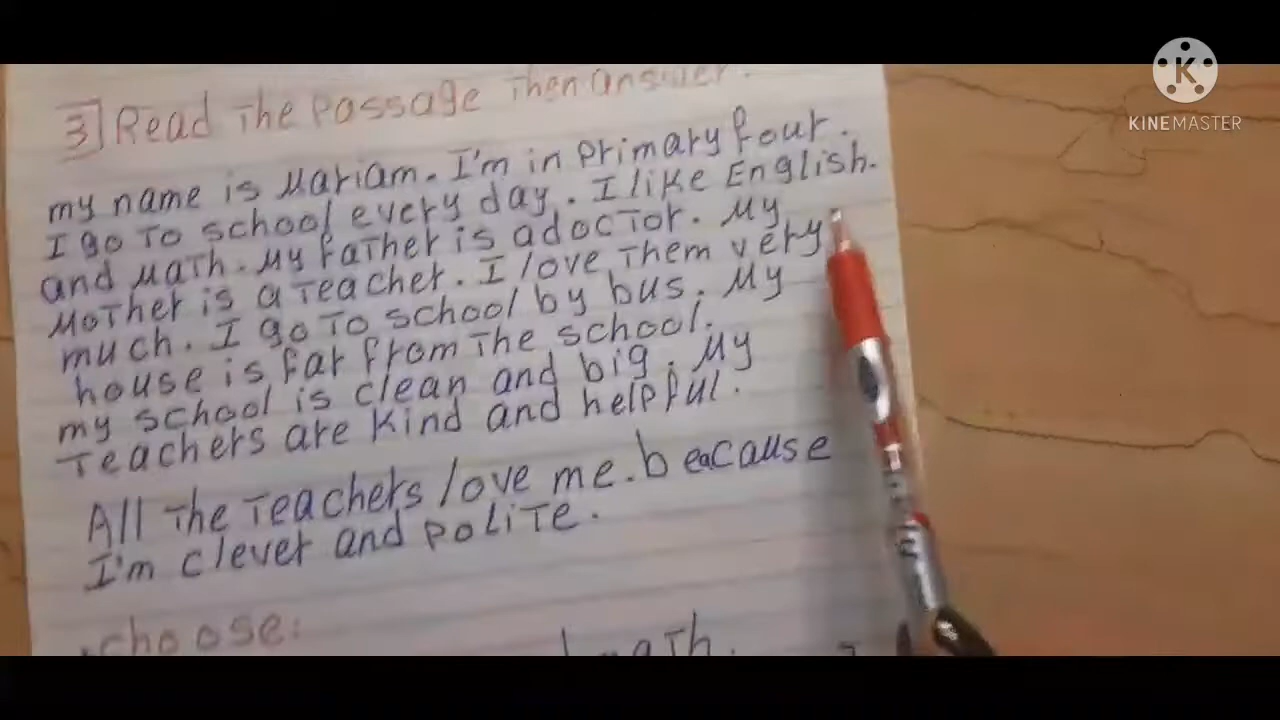 3 Read The Passage Then answer.
my name is Mariam. I'm in Primary four.
I go To school every day. I like English.
and Math. My father is a doctor. My
Mother is a Teacher. I love Them very
much. I go To school by bus. My
house is far from The school.
my school is clean and big. My
Teachers are Kind and helpful.
All The Teachers love me. beacause
I'm clever and PoliTe.
.choose:
math.
K
KINEMASTER